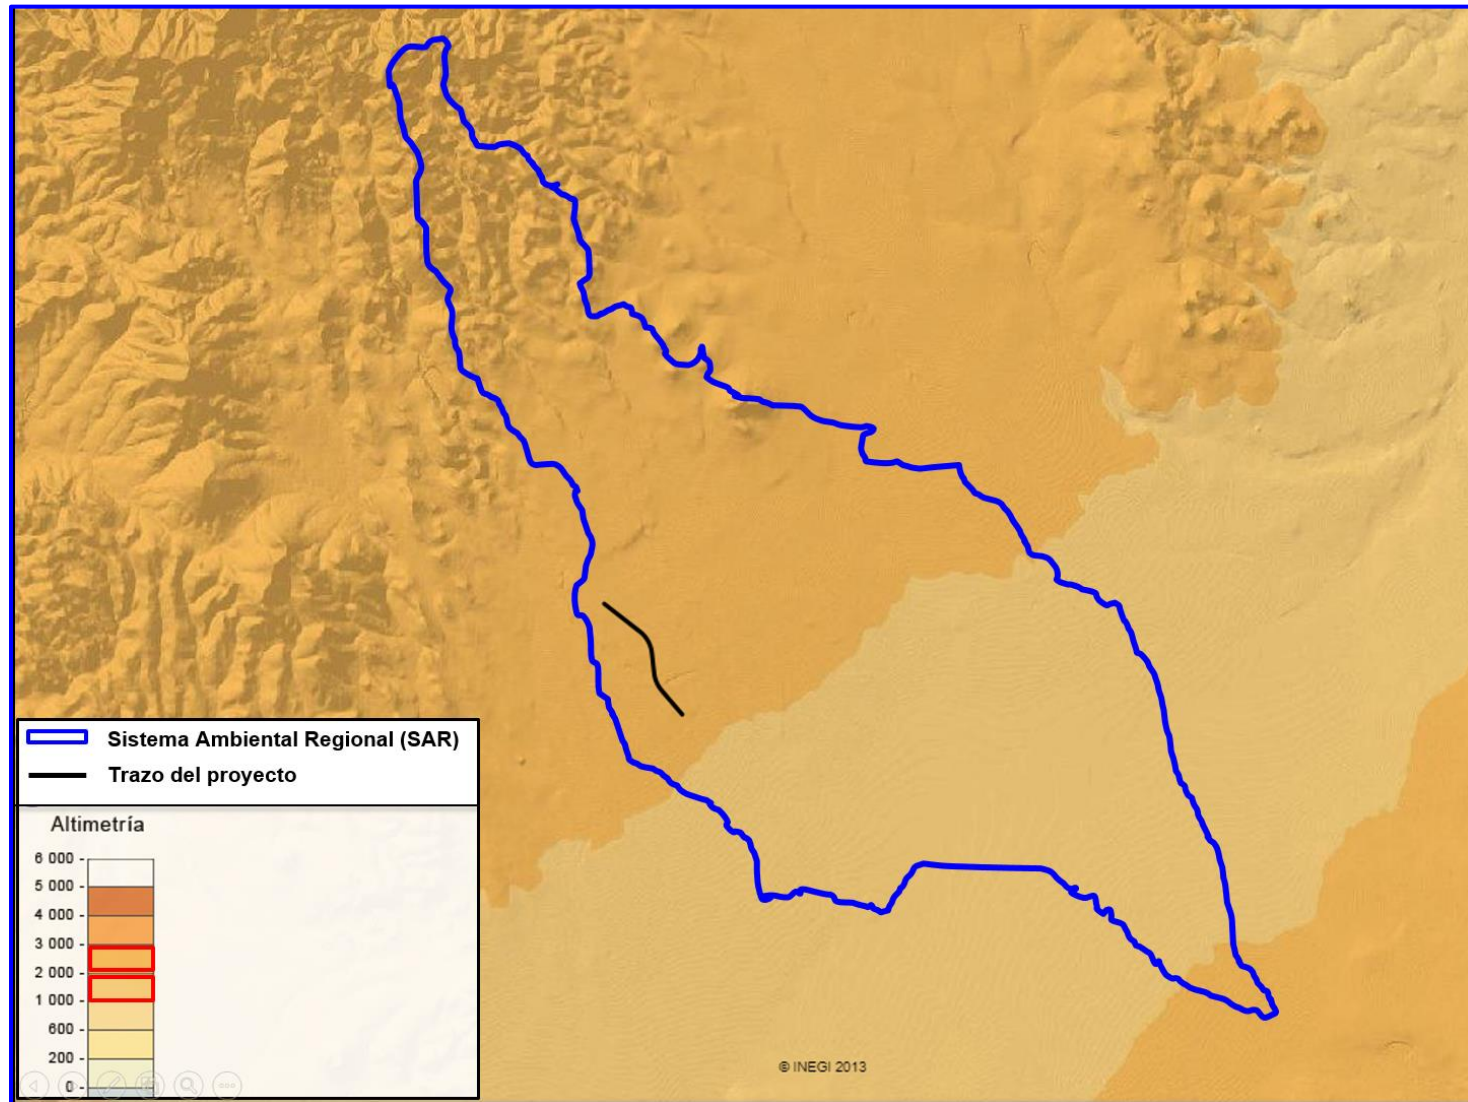 Sistema Ambiental Regional (SAR)
Trazo del proyecto
Altimetría
6 000 -
5 000 -
4 000 -
3 000 -
2 000 -
1 000 -
600 -
200 -
0 -
© INEGI 2013